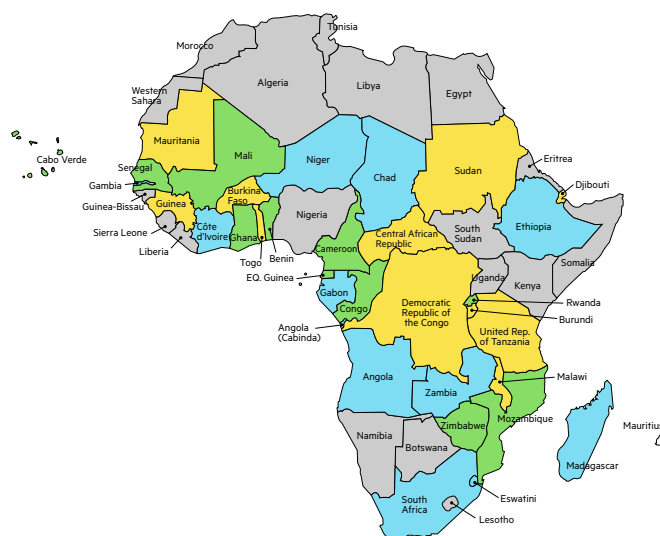 Tunisia
Morocco
Algeria
Libya
Egypt
Western
Sahara
Mauritania
Cabo Verde
Mali
Niger
Chad
Sudan
Eritrea
Senegal
Gambia
Guinea-Bissau
Guinea
Burkina
Faso
Djibouti
Sierra Leone
Liberia
Côte
d'Ivoire
Ghana
Togo
Benin
Nigeria
Cameroon
Central African
Republic
South
Sudan
Ethiopia
Somalia
EQ. Guinea
Gabon
Congo
Democratic
Republic of
the Congo
Uganda
Kenya
Rwanda
Burundi
United Rep.
of Tanzania
Angola
(Cabinda)
Angola
Zambia
Malawi
Mozambique
Zimbabwe
Namibia
Botswana
Madagascar
Mauritius
South
Africa
Eswatini
Lesotho